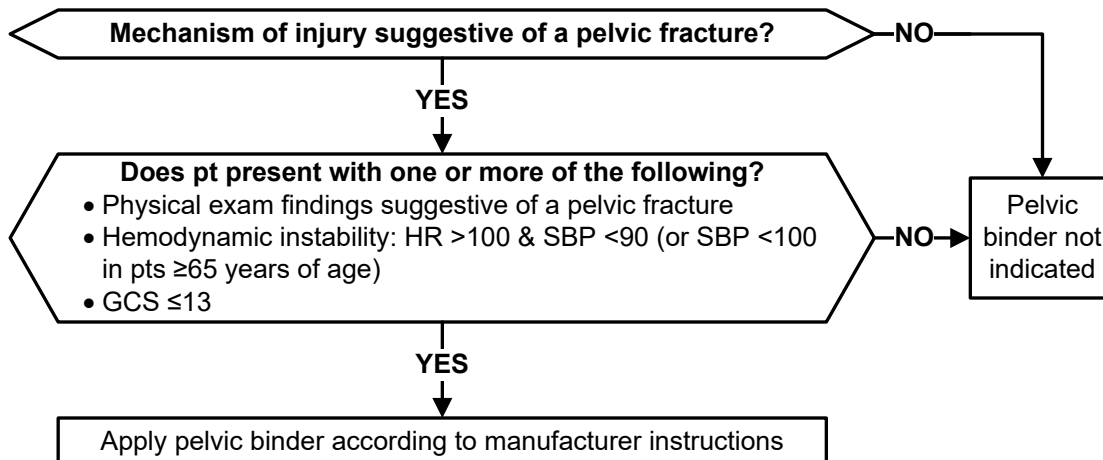 Mechanism of injury suggestive of a pelvic fracture?
NO
YES
Does pt present with one or more of the following?
• Physical exam findings suggestive of a pelvic fracture
• Hemodynamic instability: HR >100 & SBP <90 (or SBP <100
in pts ≥65 years of age)
• GCS ≤13
NO
Pelvic
binder not
indicated
YES
Apply pelvic binder according to manufacturer instructions